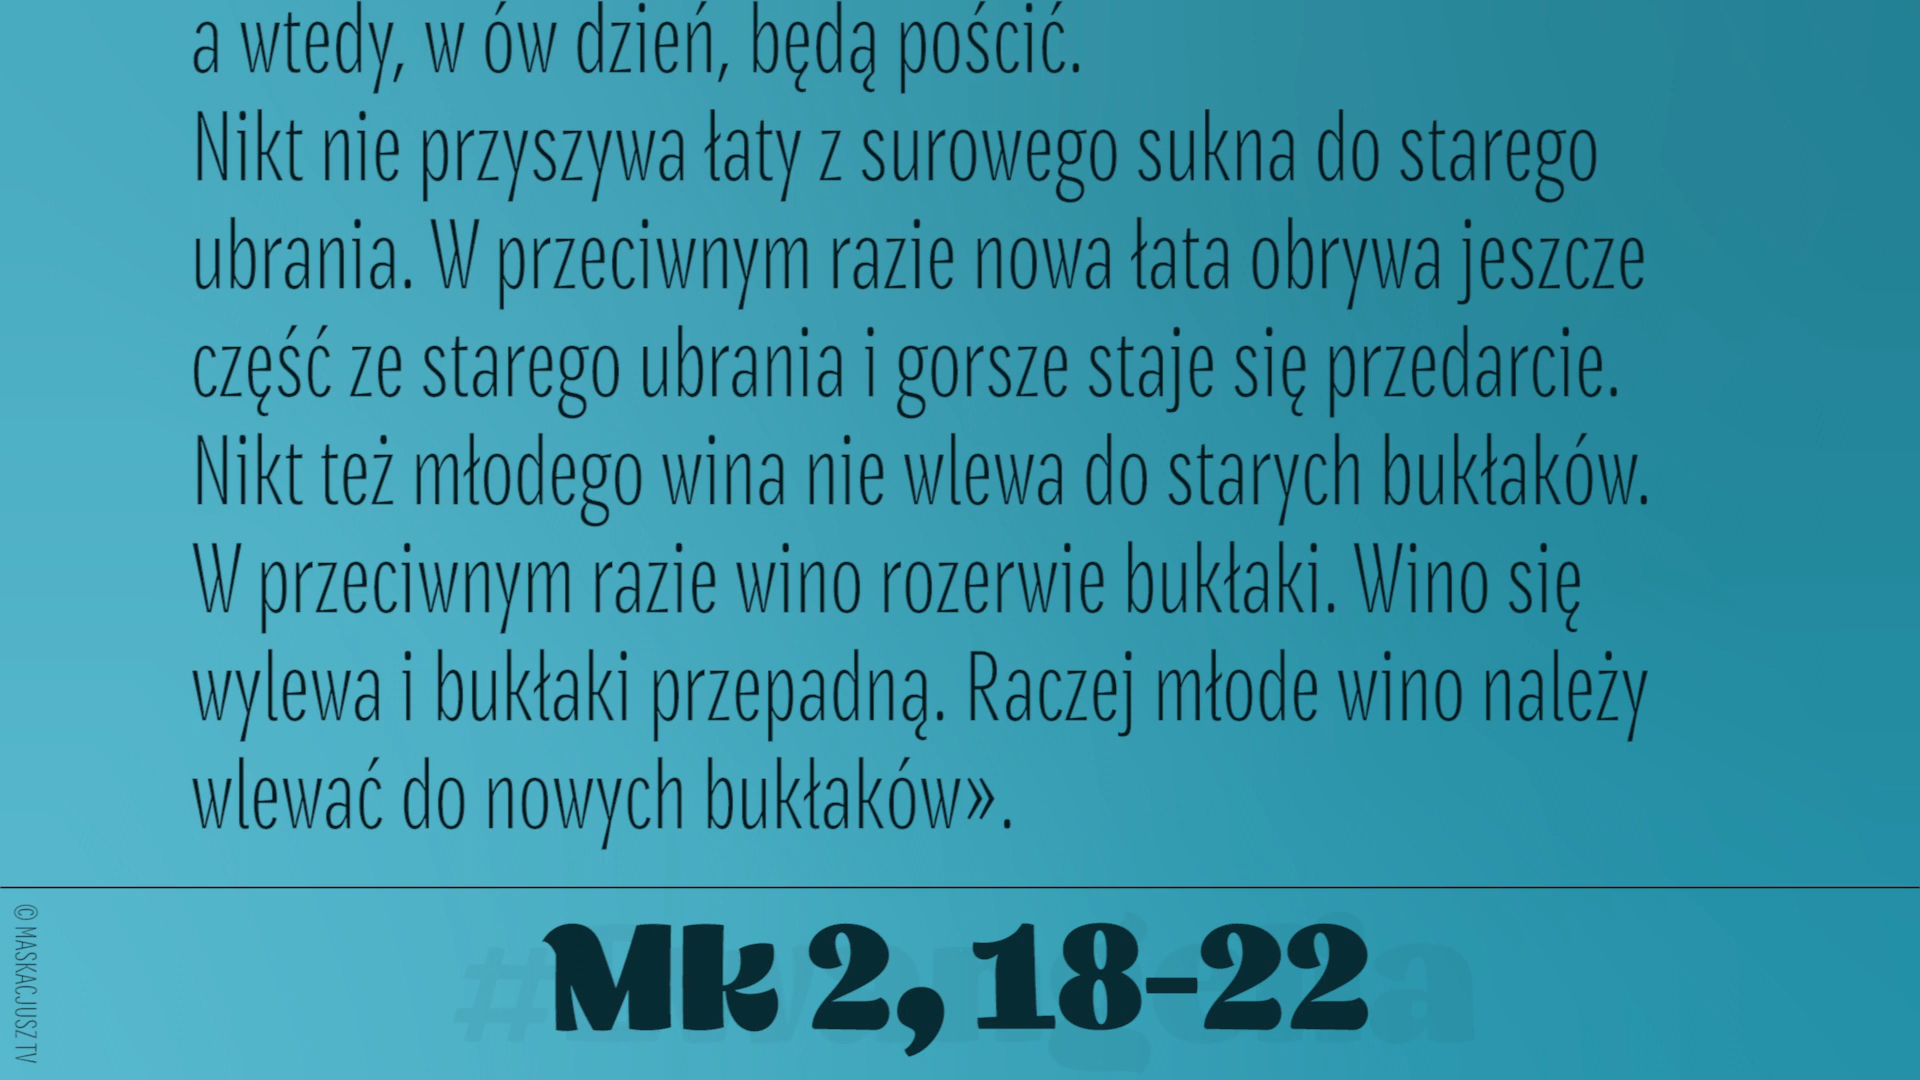 a wtedy, w ów dzień, będą pościć.
Nikt nie przyszywa łaty z surowego sukna do starego
ubrania. W przeciwnym razie nowa łata obrywa jeszcze
część ze starego ubrania i gorsze staje się przedarcie.
Nikt też młodego wina nie wlewa do starych bukłaków.
W przeciwnym razie wino rozerwie bukłaki. Wino się
wylewa i bukłaki przepadną. Raczej młode wino należy
wlewać do nowych bukłaków».
Mk 2, 18-22
#Ewangelia
© MASKACJUSZ TV